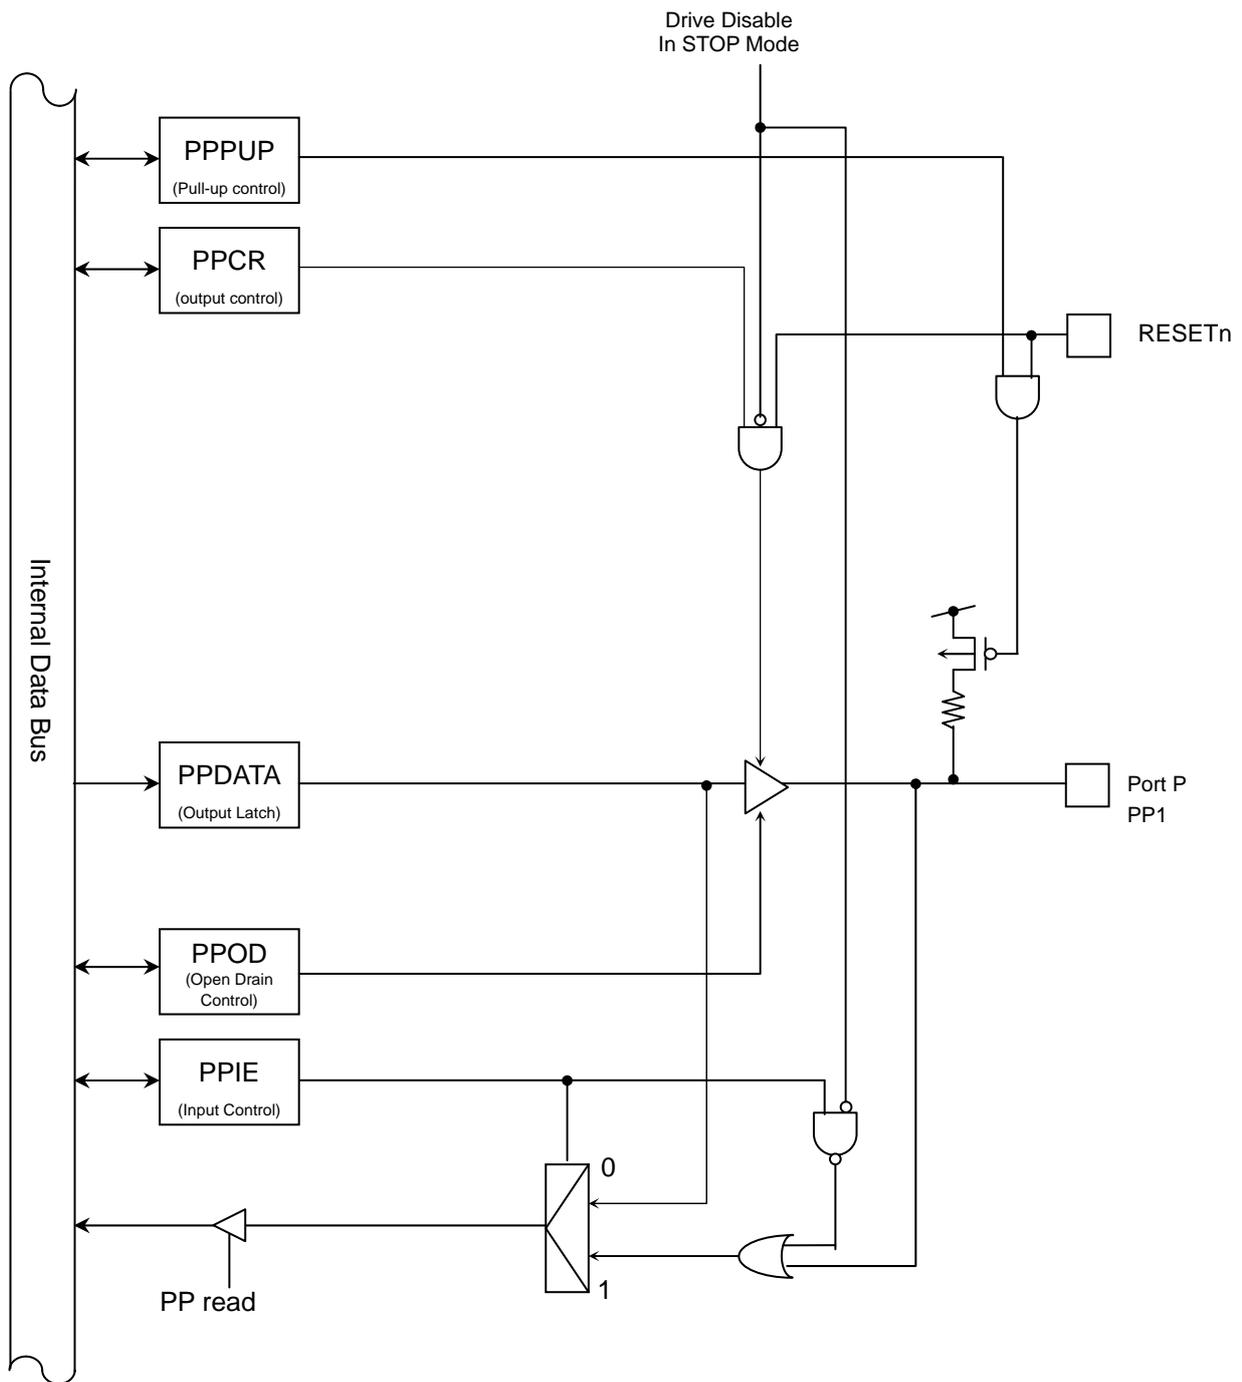 Drive Disable
In STOP Mode
PPPUP
(Pull-up control)
PPCR
(output control)
RESETn
Internal Data Bus
PPDATA
(Output Latch)
Port P
PP1
PPOD
(Open Drain
Control)
PPIE
(Input Control)
0
1
PP read